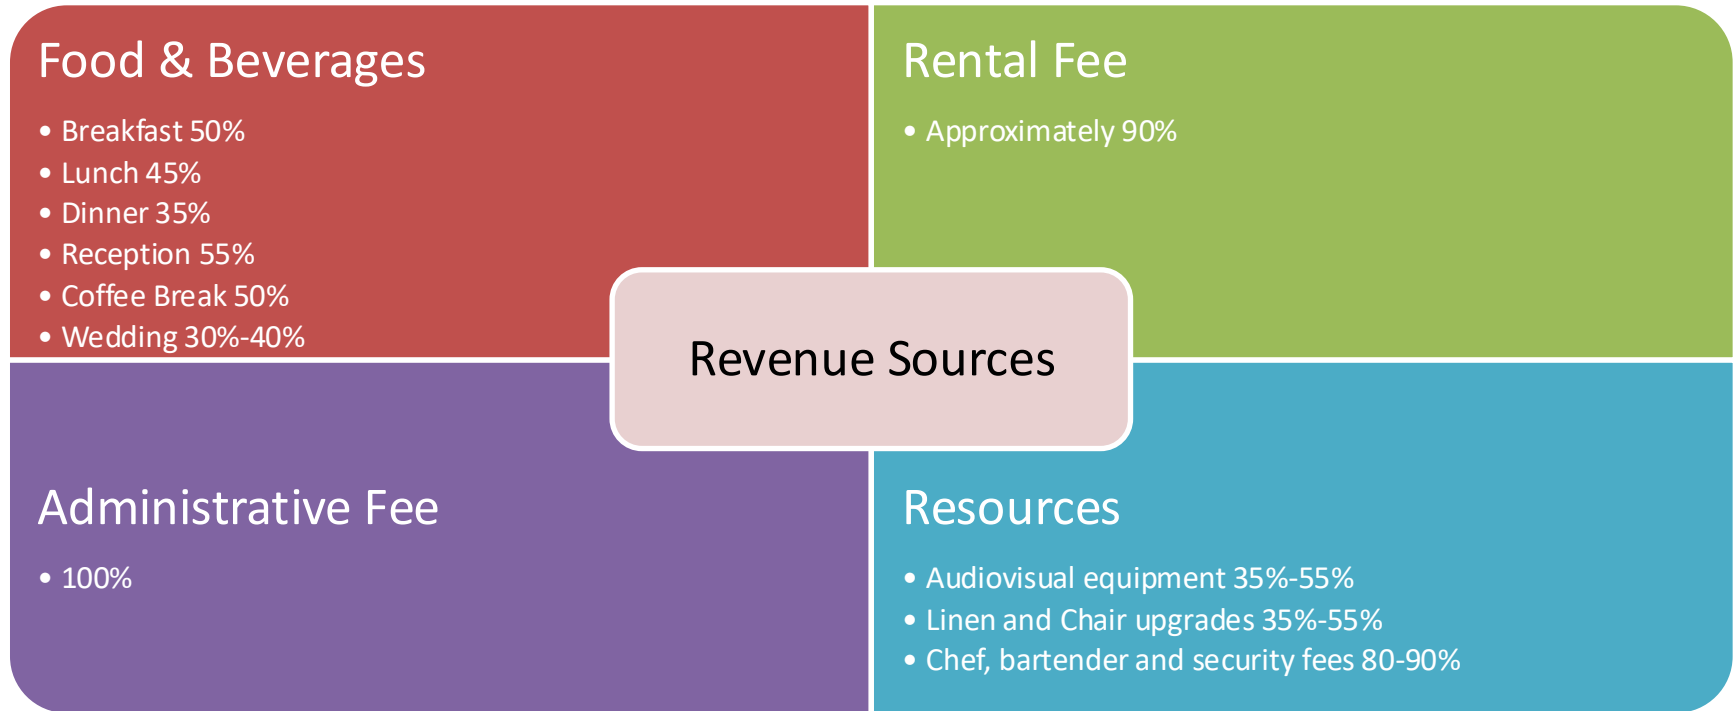 Food & Beverages
• Breakfast 50%
• Lunch 45%
• Dinner 35%
• Reception 55%
• Coffee Break 50%
• Wedding 30%-40%
Rental Fee
• Approximately 90%
Revenue Sources
Administrative Fee
• 100%
Resources
• Audiovisual equipment 35%-55%
• Linen and Chair upgrades 35%-55%
• Chef, bartender and security fees 80-90%